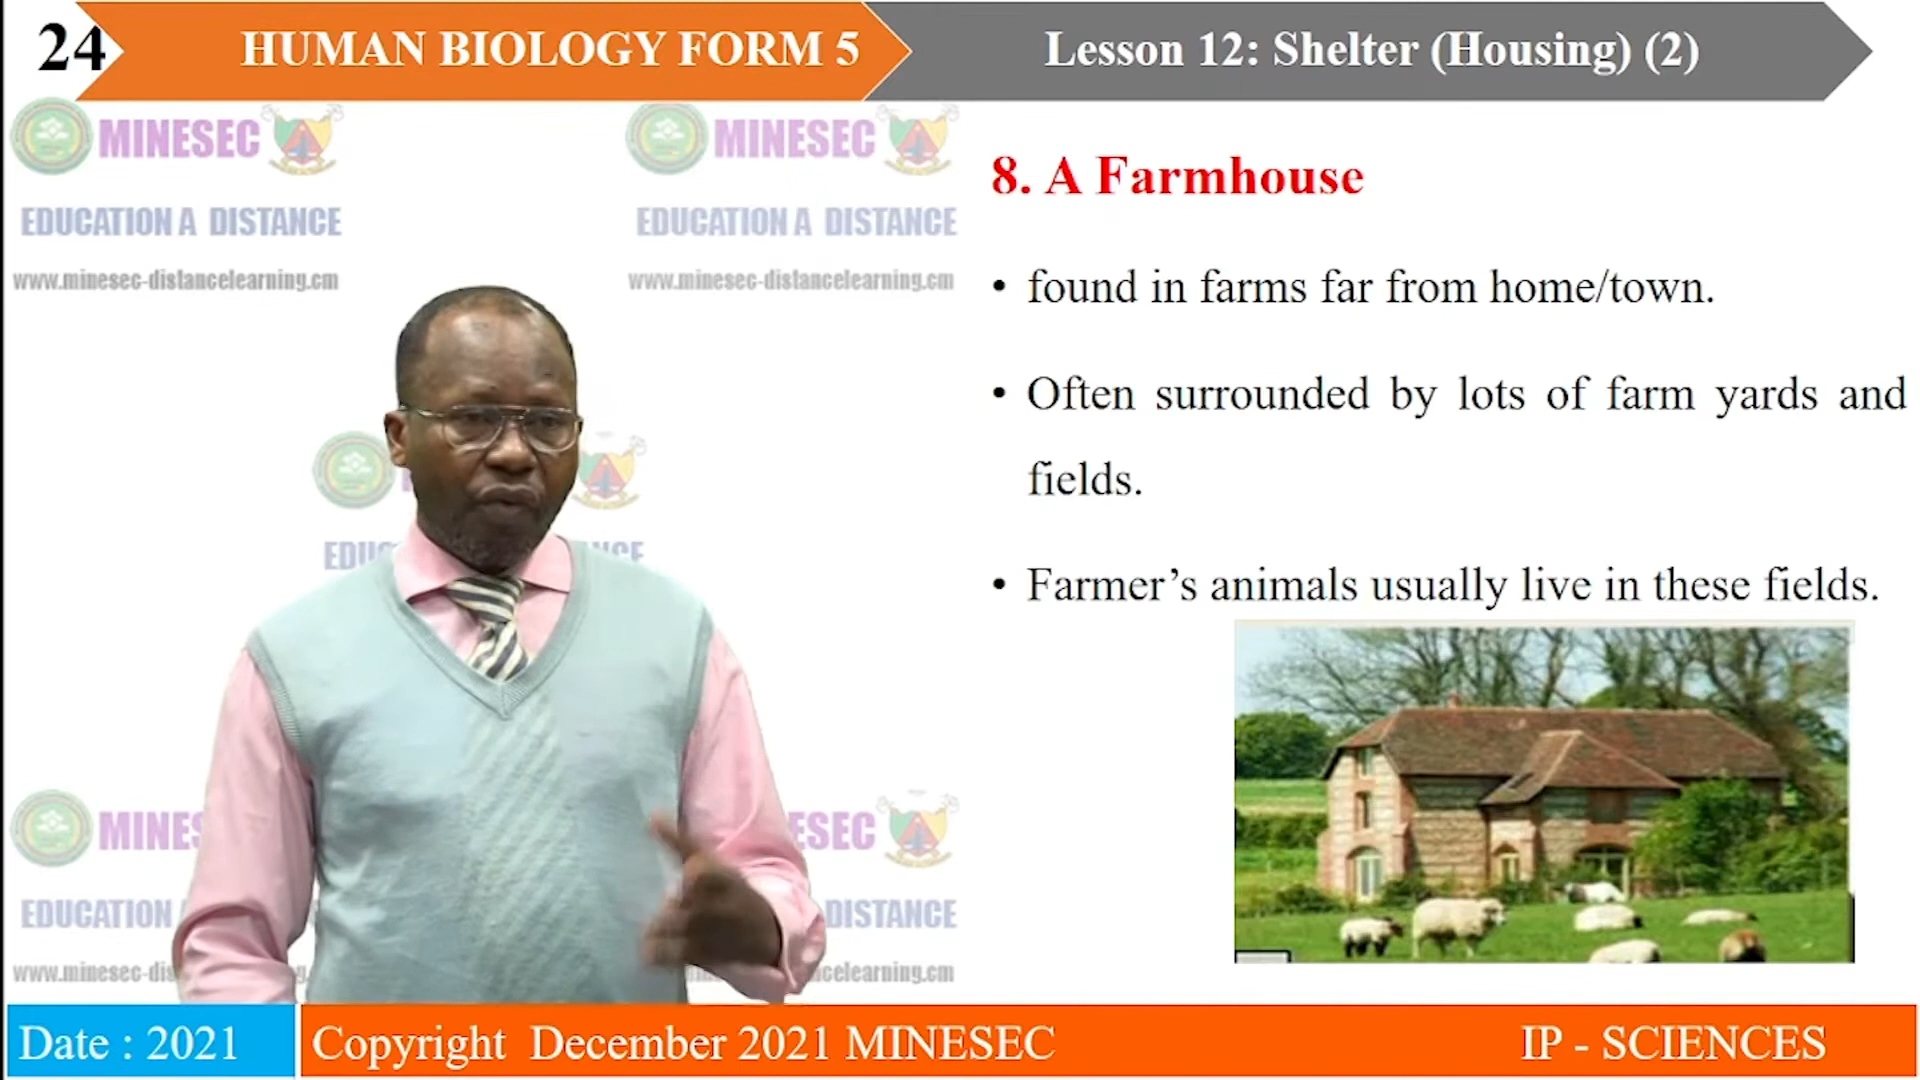 24
HUMAN BIOLOGY FORM 5
Lesson 12: Shelter (Housing) (2)
MINESEC
MINESEC
EDUCATION A DISTANCE
EDUCATION A DISTANCE
www.minesec-distancelearning.cm
www.minesec-distancelearning.cm
8. A Farmhouse
• found in farms far from home/town.
• Often surrounded by lots of farm yards and
fields.
• Farmer’s animals usually live in these fields.
EDUCATION
DISTANCE
Date : 2021
Copyright December 2021 MINESEC
IP - SCIENCES